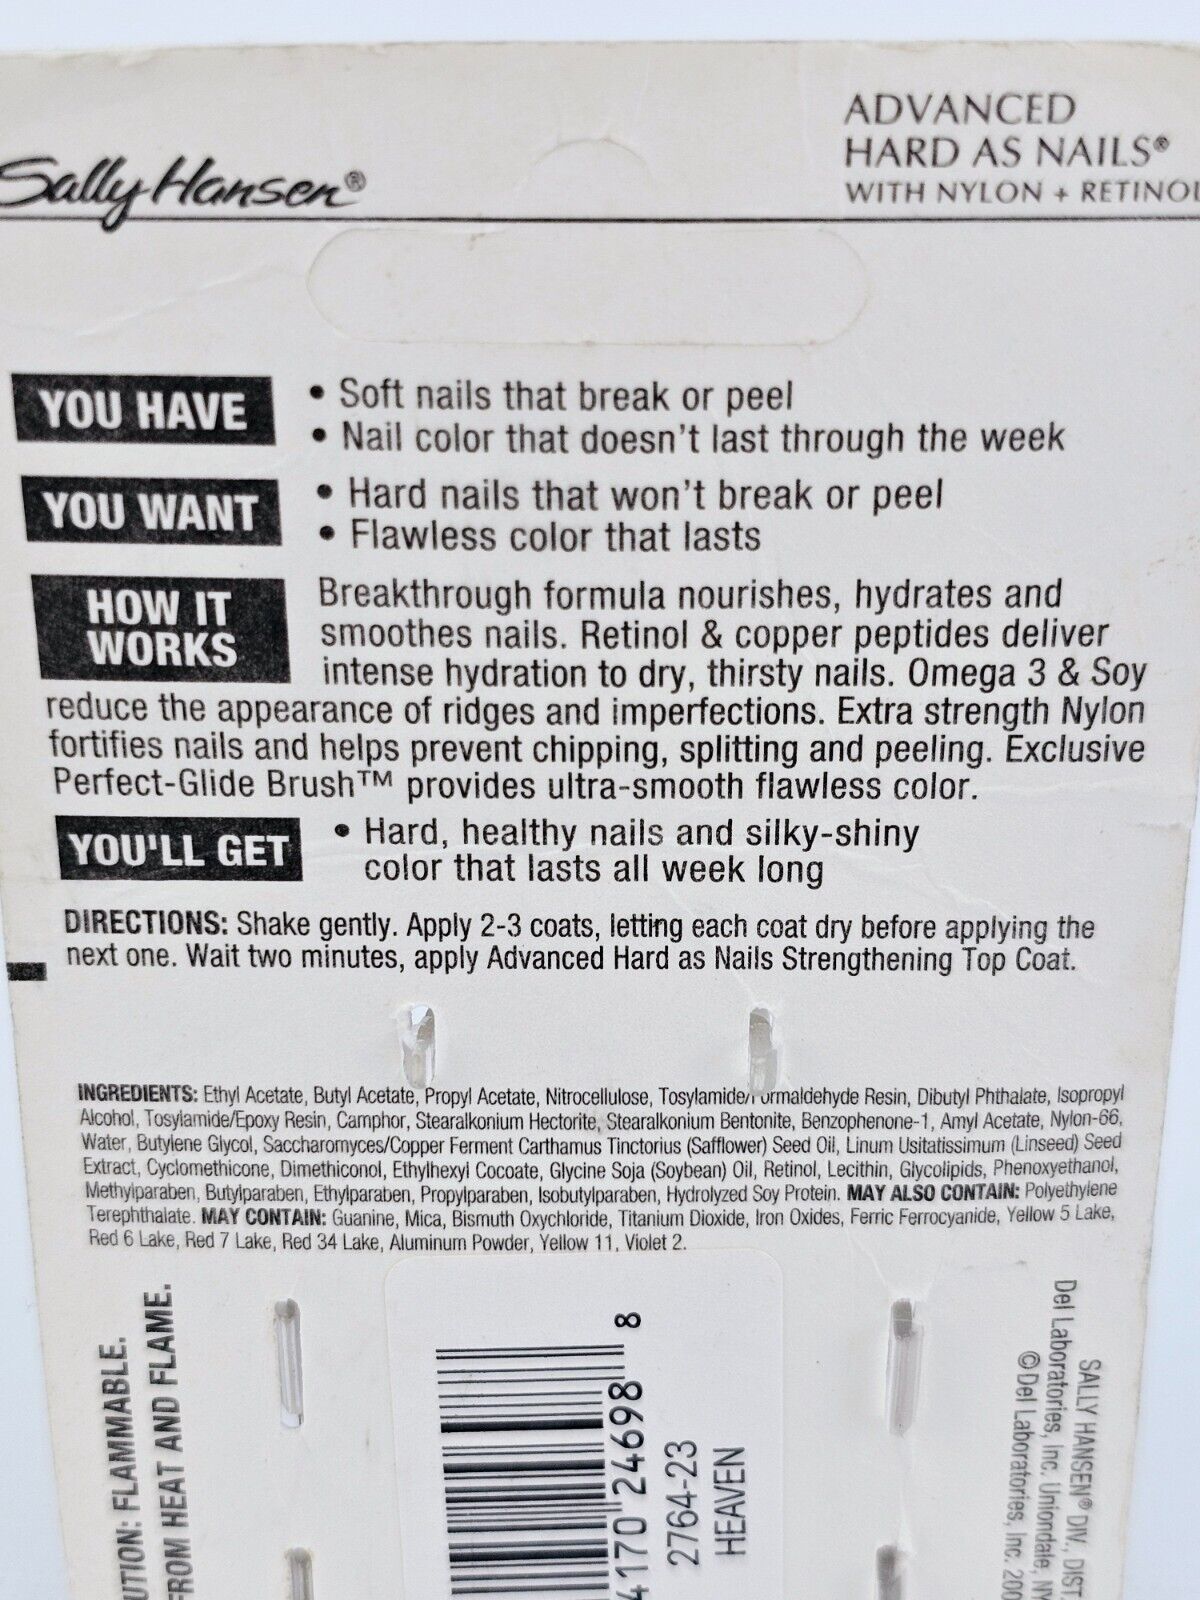 Sally Hansen®
ADVANCED
HARD AS NAILS®
WITH NYLON + RETINOL
YOU HAVE
• Soft nails that break or peel
• Nail color that doesn't last through the week
YOU WANT
• Hard nails that won't break or peel
• Flawless color that lasts
HOW IT
WORKS
Breakthrough formula nourishes, hydrates and
smoothes nails. Retinol & copper peptides deliver
intense hydration to dry, thirsty nails. Omega 3 & Soy
reduce the appearance of ridges and imperfections. Extra strength Nylon
fortifies nails and helps prevent chipping, splitting and peeling. Exclusive
Perfect-Glide Brush™ provides ultra-smooth flawless color.
YOU'LL GET
• Hard, healthy nails and silky-shiny
color that lasts all week long
DIRECTIONS: Shake gently. Apply 2-3 coats, letting each coat dry before applying the
next one. Wait two minutes, apply Advanced Hard as Nails Strengthening Top Coat.
INGREDIENTS: Ethyl Acetate, Butyl Acetate, Propyl Acetate, Nitrocellulose, Tosylamide/Formaldehyde Resin, Dibutyl Phthalate, Isopropyl
Alcohol, Tosylamide/Epoxy Resin, Camphor, Stearalkonium Hectorite, Stearalkonium Bentonite, Benzophenone-1, Amyl Acetate, Nylon-66,
Water, Butylene Glycol, Saccharomyces/Copper Ferment Carthamus Tinctorius (Safflower) Seed Oil, Linum Usitatissimum (Linseed) Seed
Extract, Cyclomethicone, Dimethiconol, Ethylhexyl Cocoate, Glycine Soja (Soybean) Oil, Retinol, Lecithin, Glycolipids, Phenoxyethanol,
Methylparaben, Butylparaben, Ethylparaben, Propylparaben, Isobutylparaben, Hydrolyzed Soy Protein. MAY ALSO CONTAIN: Polyethylene
Terephthalate. MAY CONTAIN: Guanine, Mica, Bismuth Oxychloride, Titanium Dioxide, Iron Oxides, Ferric Ferrocyanide, Yellow 5 Lake,
Red 6 Lake, Red 7 Lake, Red 34 Lake, Aluminum Powder, Yellow 11, Violet 2.
UTION: FLAMMABLE.
FROM HEAT AND FLAME.
4170 24698 8
2764-23
HEAVEN
SALLY HANSEN® DIV., DIST.
Del Laboratories, Inc. Uniondale, NY
©Del Laboratories, Inc. 200